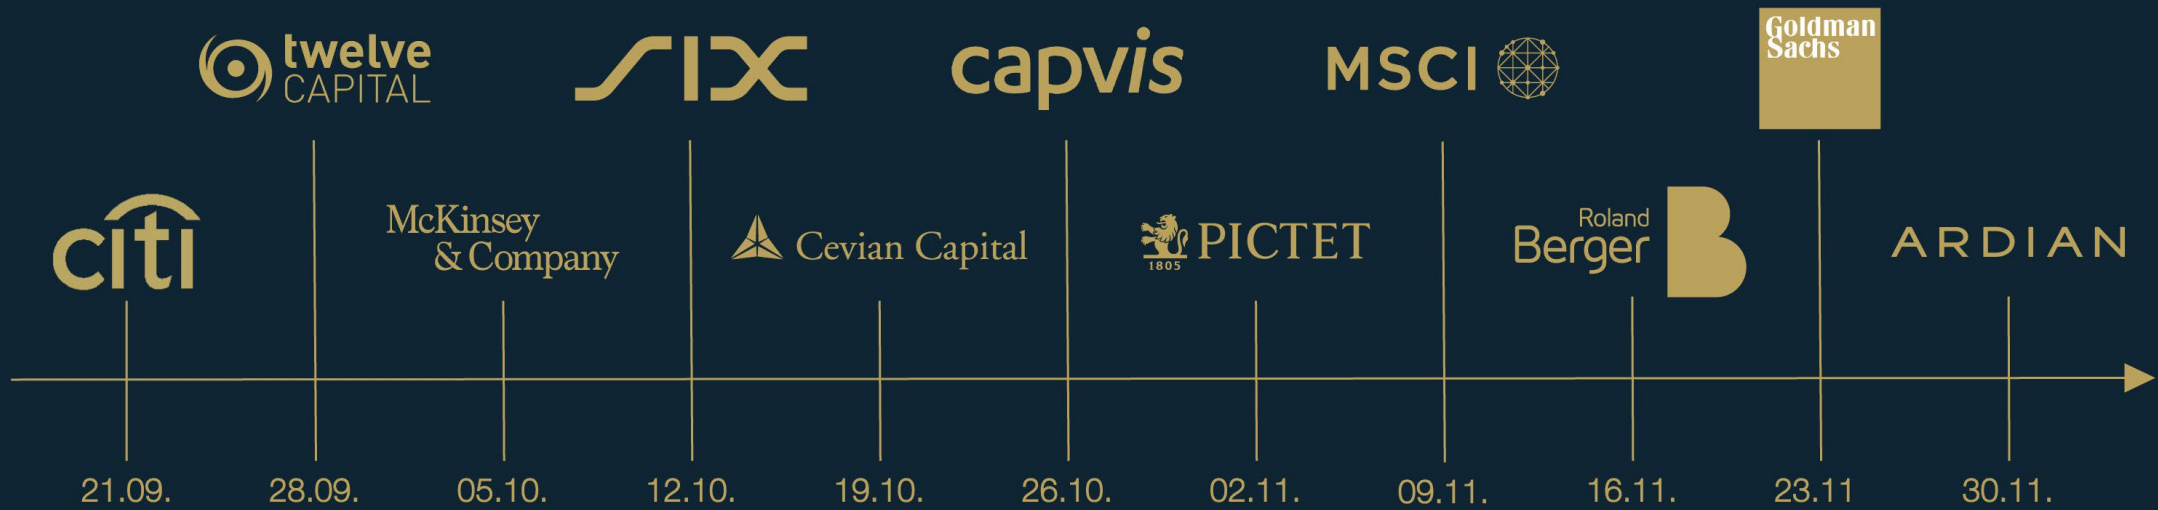 twelve
CAPITAL
SIX
capvis
MSCI
Goldman
Sachs
citi
McKinsey
& Company
Cevian Capital
1805
PICTET
Roland
Berger
B
ARDIAN
21.09.
28.09.
05.10.
12.10.
19.10.
26.10.
02.11.
09.11.
16.11.
23.11
30.11.